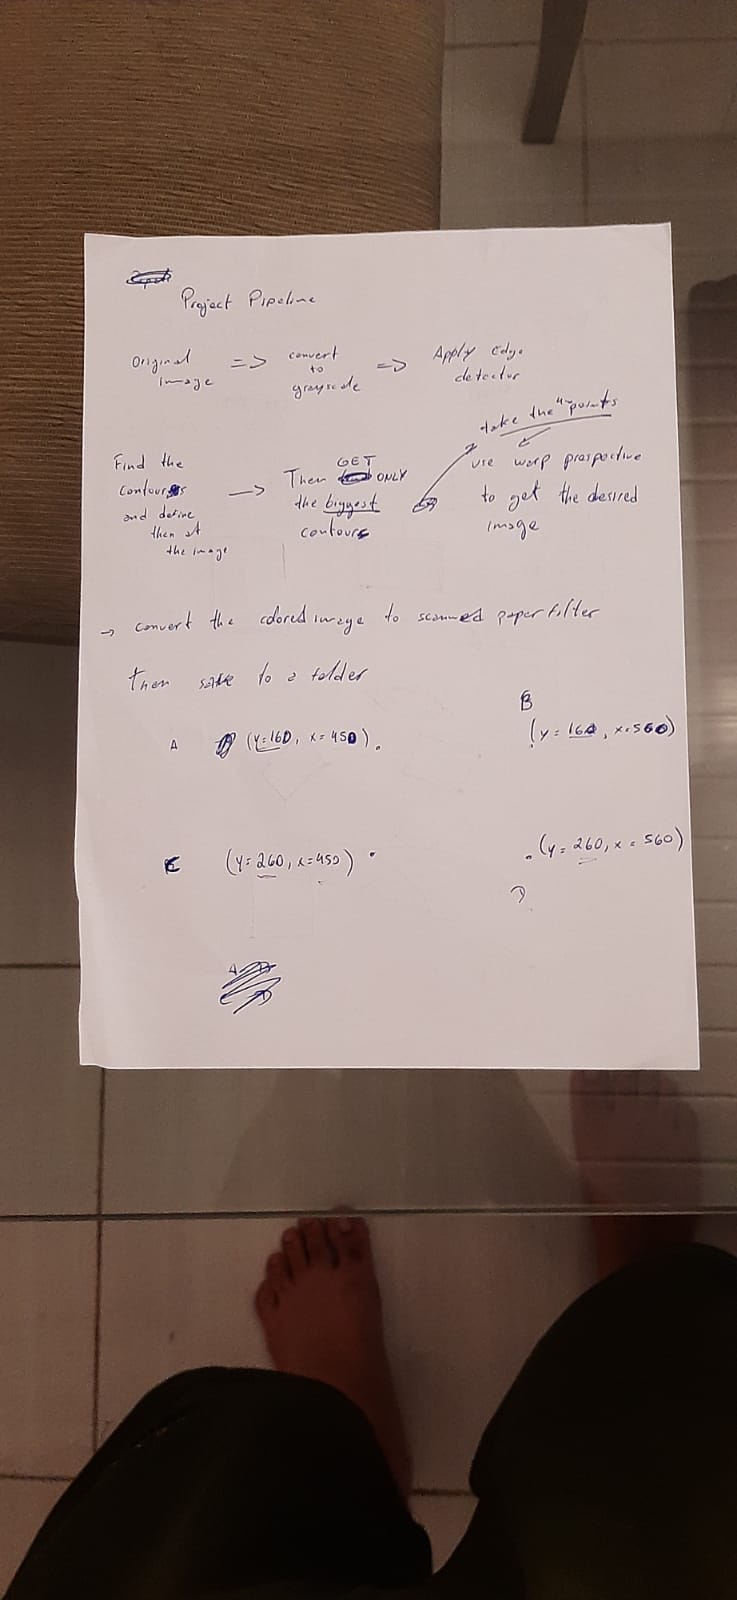 Project Pipeline
Original image => convert to grayscale => Apply Edge detector
take the "4" points
Find the contours and define then at the image -> Then GET ONLY the biggest contours
use warp prespective to get the desired image
-> convert the colored image to scanned paper filter
then save to a folder
A (y=160, x=450) .
B
(y=160, x=560)
C (y=260, x=450) .
. (y=260, x=560)
D